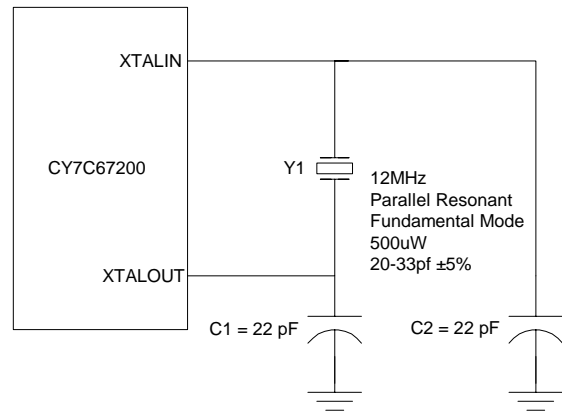 XTALIN
CY7C67200
Y1
12MHz
Parallel Resonant
Fundamental Mode
500uW
20-33pf ±5%
XTALOUT
C1 = 22 pF
C2 = 22 pF